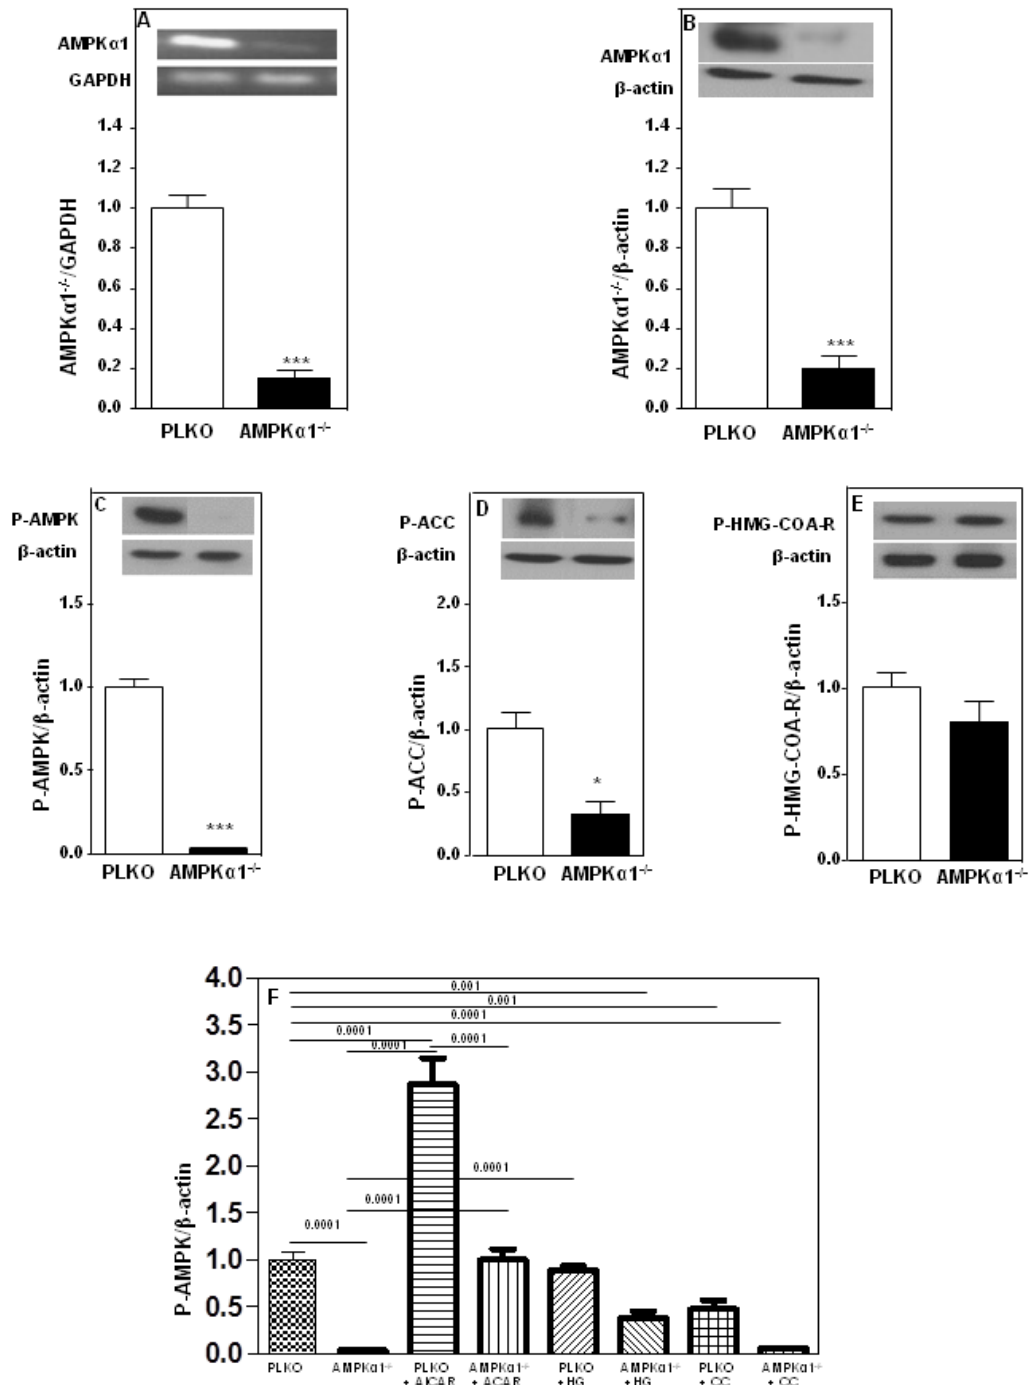 A
AMPKα1
GAPDH
1.4
1.2
1.0
0.8
0.6
0.4
0.2
0.0
AMPKα1-/-/GAPDH
***
PLKO AMPKα1-/-
B
AMPKα1
β-actin
1.4
1.2
1.0
0.8
0.6
0.4
0.2
0.0
AMPKα1-/-/β-actin
***
PLKO AMPKα1-/-
C
P-AMPK
β-actin
1.5
1.0
0.5
0.0
P-AMPK/β-actin
***
PLKO AMPKα1-/-
D
P-ACC
β-actin
2.0
1.5
1.0
0.5
0.0
P-ACC/β-actin
*
PLKO AMPKα1-/-
E
P-HMG-COA-R
β-actin
1.5
1.0
0.5
0.0
P-HMG-COA-R/β-actin
PLKO AMPKα1-/-
F
4.0
3.5
3.0
2.5
2.0
1.5
1.0
0.5
0.0
P-AMPK/β-actin
0.001
0.001
0.0001
0.0001
0.0001
0.0001
0.0001
0.0001
0.0001
PLKO
AMPKα1-/-
PLKO
+ AICAR
AMPKα1-/-
+ ACAR
PLKO
+ HG
AMPKα1-/-
+ HG
PLKO
+ CC
AMPKα1-/-
+ CC